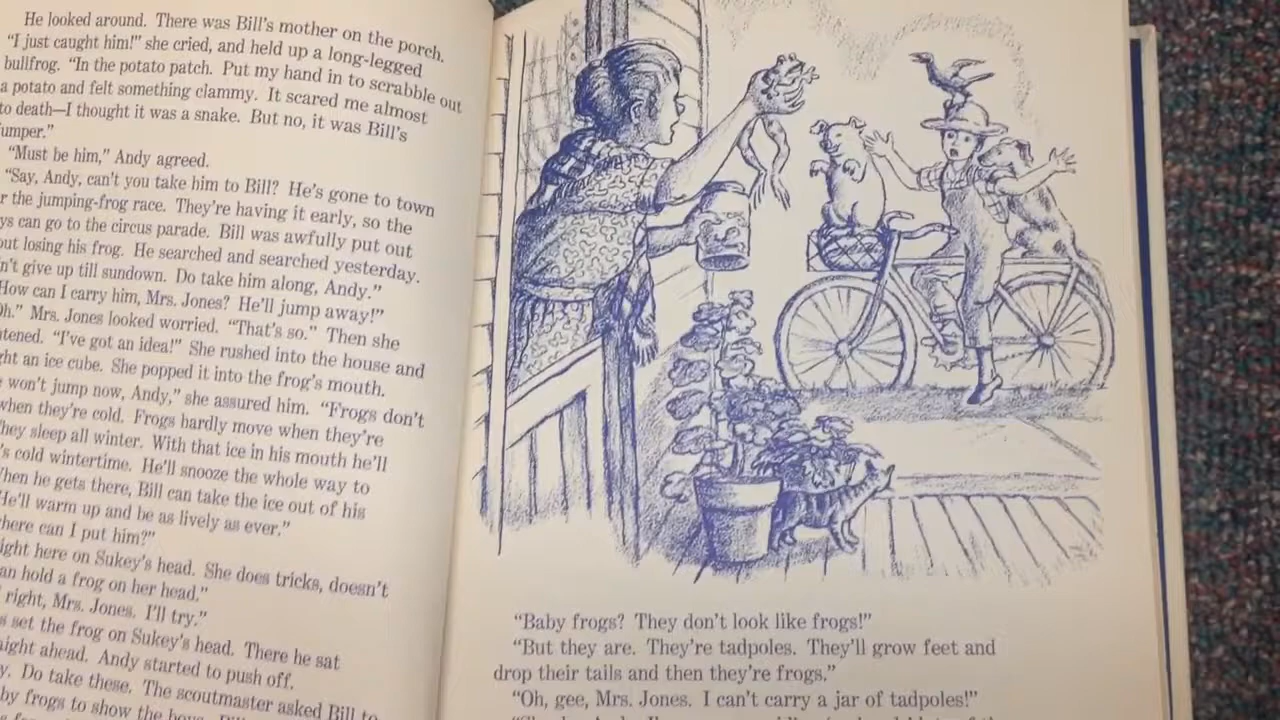 He looked around. There was Bill's mother on the porch.
"I just caught him!" she cried, and held up a long-legged
bullfrog. "In the potato patch. Put my hand in to scrabble out
a potato and felt something clammy. It scared me almost
to death—I thought it was a snake. But no, it was Bill's
jumper."
"Must be him," Andy agreed.
"Say, Andy, can't you take him to Bill? He's gone to town
r the jumping-frog race. They're having it early, so the
ys can go to the circus parade. Bill was awfully put out
out losing his frog. He searched and searched yesterday.
n't give up till sundown. Do take him along, Andy."
How can I carry him, Mrs. Jones? He'll jump away!"
Oh." Mrs. Jones looked worried. "That's so." Then she
htened. "I've got an idea!" She rushed into the house and
ght an ice cube. She popped it into the frog's mouth.
won't jump now, Andy," she assured him. "Frogs don't
when they're cold. Frogs hardly move when they're
They sleep all winter. With that ice in his mouth he'll
's cold wintertime. He'll snooze the whole way to
When he gets there, Bill can take the ice out of his
He'll warm up and be as lively as ever."
here can I put him?"
ight here on Sukey's head. She does tricks, doesn't
an hold a frog on her head."
right, Mrs. Jones. I'll try."
s set the frog on Sukey's head. There he sat
aight ahead. Andy started to push off.
y. Do take these. The scoutmaster asked Bill to
by frogs to show the boys.
"Baby frogs? They don't look like frogs!"
"But they are. They're tadpoles. They'll grow feet and
drop their tails and then they're frogs."
"Oh, gee, Mrs. Jones. I can't carry a jar of tadpoles!"